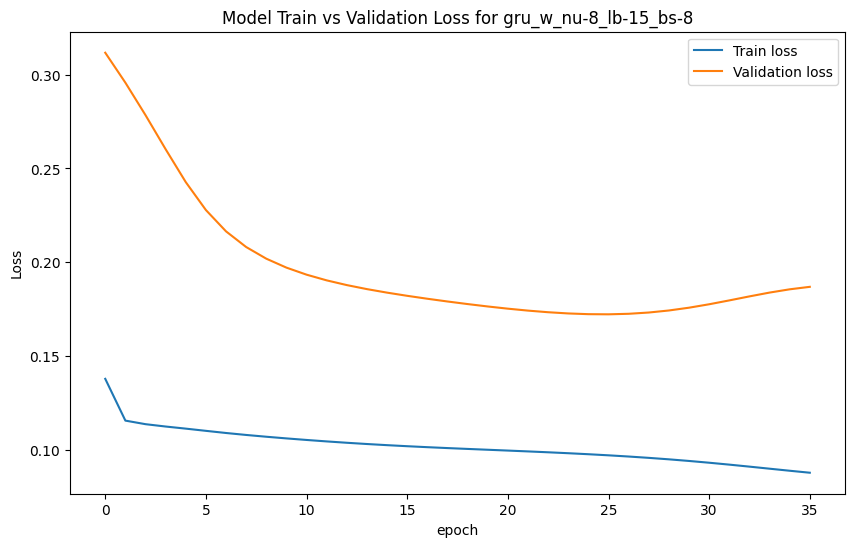 Model Train vs Validation Loss for gru_w_nu-8_lb-15_bs-8
Train loss
Validation loss
0.30
0.25
0.20
0.15
0.10
Loss
0 5 10 15 20 25 30 35
epoch